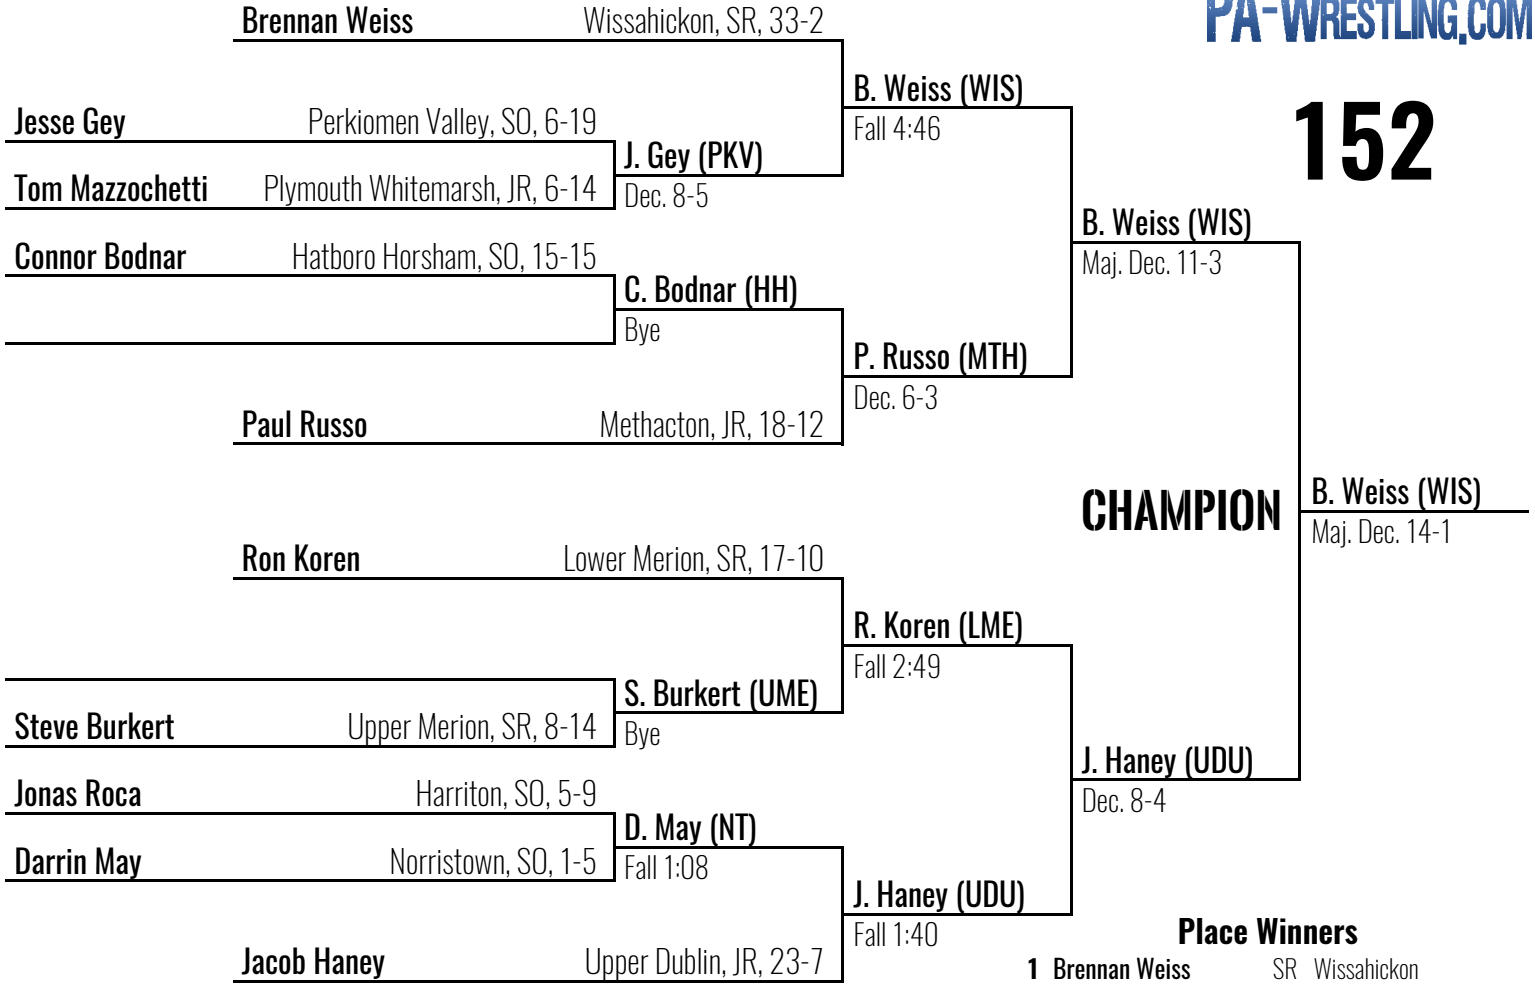 PA-WRESTLING.COM
152
Brennan Weiss Wissahickon, SR, 33-2
B. Weiss (WIS)
Fall 4:46
Jesse Gey Perkiomen Valley, SO, 6-19
J. Gey (PKV)
Dec. 8-5
Tom Mazzochetti Plymouth Whitemarsh, JR, 6-14
B. Weiss (WIS)
Maj. Dec. 11-3
Connor Bodnar Hatboro Horsham, SO, 15-15
C. Bodnar (HH)
Bye
P. Russo (MTH)
Dec. 6-3
Paul Russo Methacton, JR, 18-12
CHAMPION
B. Weiss (WIS)
Maj. Dec. 14-1
Ron Koren Lower Merion, SR, 17-10
R. Koren (LME)
Fall 2:49
S. Burkert (UME)
Bye
Steve Burkert Upper Merion, SR, 8-14
J. Haney (UDU)
Dec. 8-4
Jonas Roca Harriton, SO, 5-9
D. May (NT)
Fall 1:08
Darrin May Norristown, SO, 1-5
J. Haney (UDU)
Fall 1:40
Jacob Haney Upper Dublin, JR, 23-7
Place Winners
1 Brennan Weiss SR Wissahickon